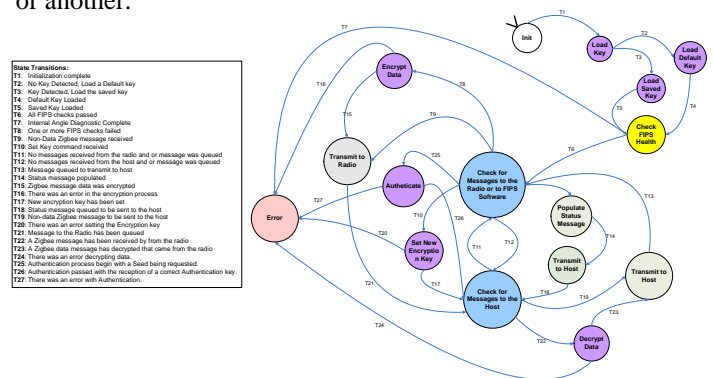 or another.
State Transitions:
T1: Initialization complete
T2: No Key Detected, Load a Default key
T3: Key Detected, Load the saved key
T4: Default Key Loaded
T5: Saved Key Loaded
T6: All FIPS checks passed
T7: Internal Angle Diagnostic Complete
T8: One or more FIPS checks failed
T9: Non-Data Zigbee message received
T10: Set Key command received
T11: No messages received from the radio and or message was queued
T12: No messages received from the host and or message was queued
T13: Message queued to transmit to host
T14: Status message populated
T15: Zigbee message data was encrypted
T16: There was an error in the encryption process
T17: New encryption key has been set
T18: Status message queued to be sent to the host
T19: Non-data Zigbee message to be sent to the host
T20: There was an error setting the Encryption key
T21: Message to the Radio has been queued
T22: A Zigbee message has been received by from the radio
T23: A Zigbee data message has decrypted that came from the radio
T24: There was an error decrypting data.
T25: Authentication process begin with a Seed being requested.
T26: Authentication passed with the reception of a correct Authentication key.
T27: There was an error with Authentication.
Init
T1
Load
Key
T2
Load
Default
Key
T3
Load
Saved
Key
T4
T5
Check
FIPS
Health
T6
T7
T16
Encrypt
Data
T8
T15
T9
Transmit to
Radio
Check for
Messages to the
Radio or to FIPS
Software
T25
Autheticate
T27
T26
Error
T10
T20
Set New
Encryptio
n Key
T11
T12
Populate
Status
Message
T13
T14
Transmit
to Host
Transmit to
Host
T21
T17
T18
T19
Check for
Messages to the
Host
T22
T23
Decrypt
Data
T24